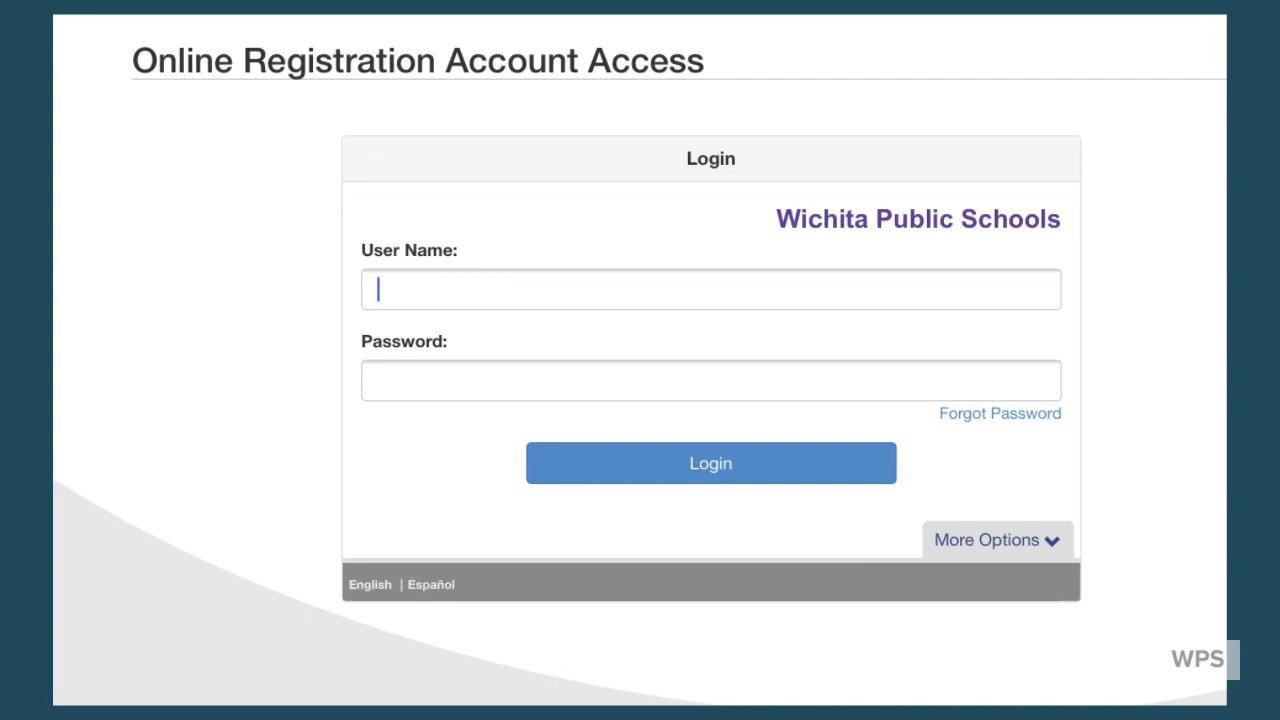 Online Registration Account Access
Login
Wichita Public Schools
User Name:
Password:
Forgot Password
Login
More Options
English | Español
WPS